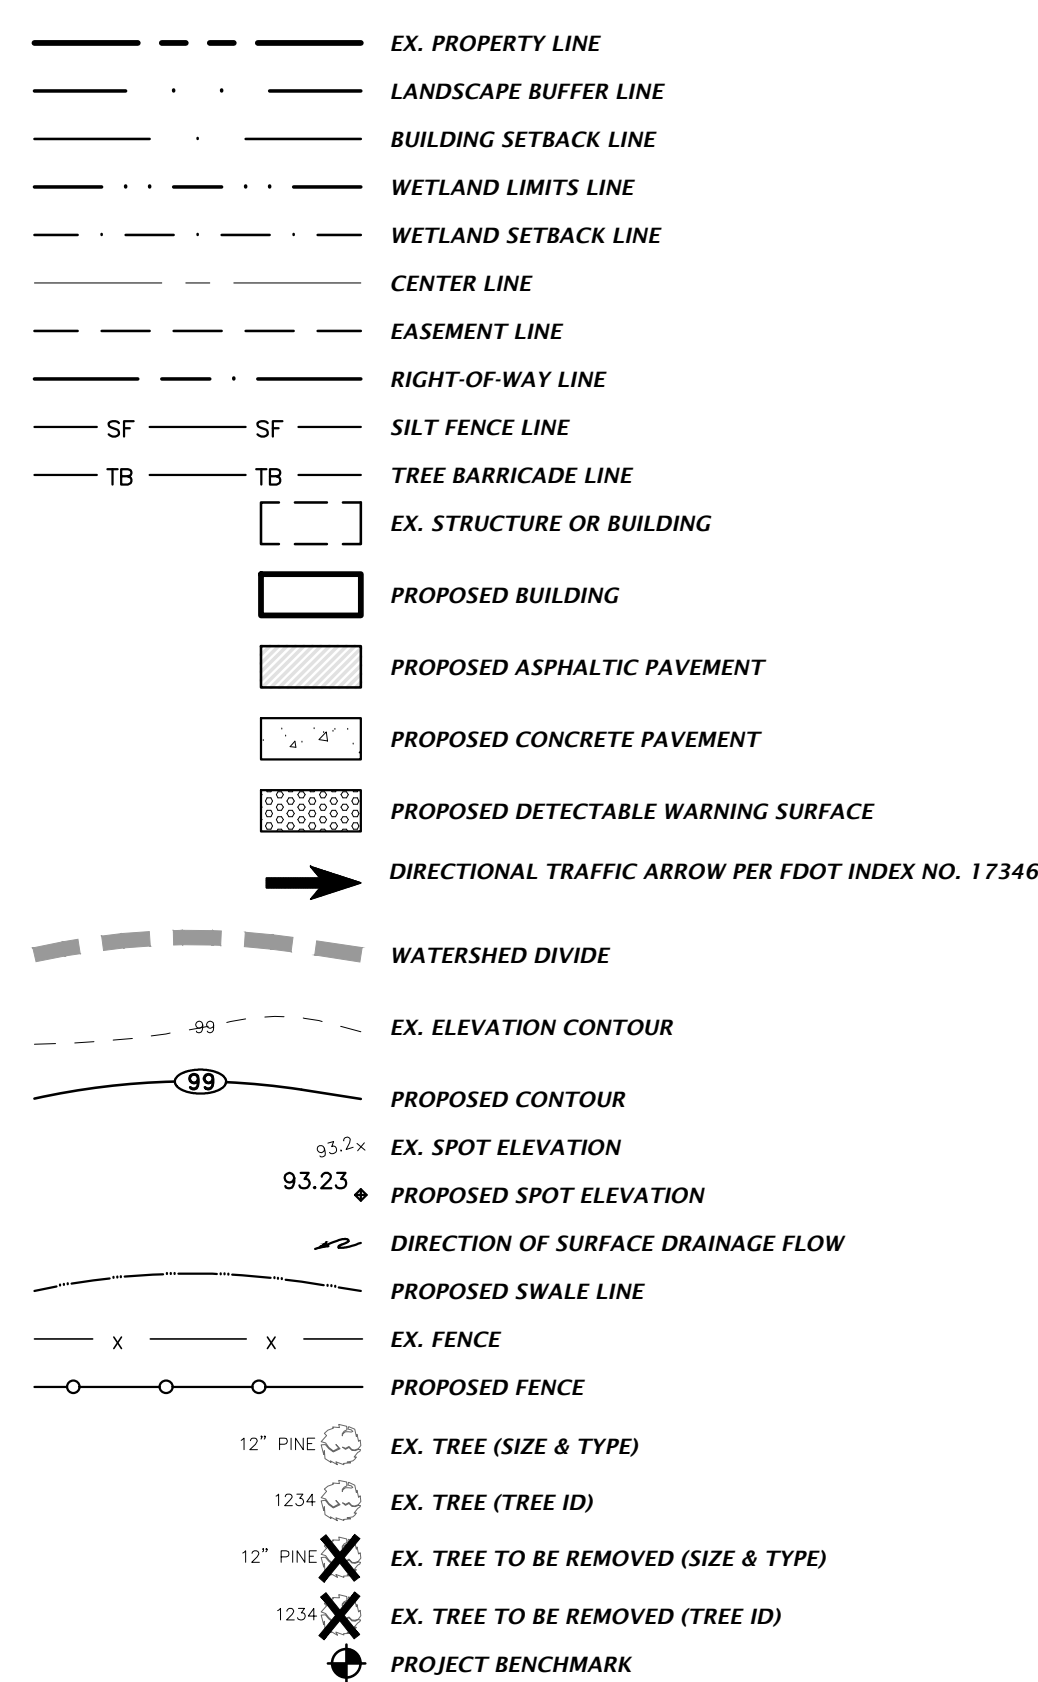 EX. PROPERTY LINE
LANDSCAPE BUFFER LINE
BUILDING SETBACK LINE
WETLAND LIMITS LINE
WETLAND SETBACK LINE
CENTER LINE
EASEMENT LINE
RIGHT-OF-WAY LINE
SF SF SILT FENCE LINE
TB TB TREE BARRICADE LINE
EX. STRUCTURE OR BUILDING
PROPOSED BUILDING
PROPOSED ASPHALTIC PAVEMENT
PROPOSED CONCRETE PAVEMENT
PROPOSED DETECTABLE WARNING SURFACE
DIRECTIONAL TRAFFIC ARROW PER FDOT INDEX NO. 17346
WATERSHED DIVIDE
99 EX. ELEVATION CONTOUR
99 PROPOSED CONTOUR
93.2x EX. SPOT ELEVATION
93.23 PROPOSED SPOT ELEVATION
DIRECTION OF SURFACE DRAINAGE FLOW
PROPOSED SWALE LINE
X X EX. FENCE
PROPOSED FENCE
12" PINE EX. TREE (SIZE & TYPE)
1234 EX. TREE (TREE ID)
12" PINE EX. TREE TO BE REMOVED (SIZE & TYPE)
1234 EX. TREE TO BE REMOVED (TREE ID)
PROJECT BENCHMARK